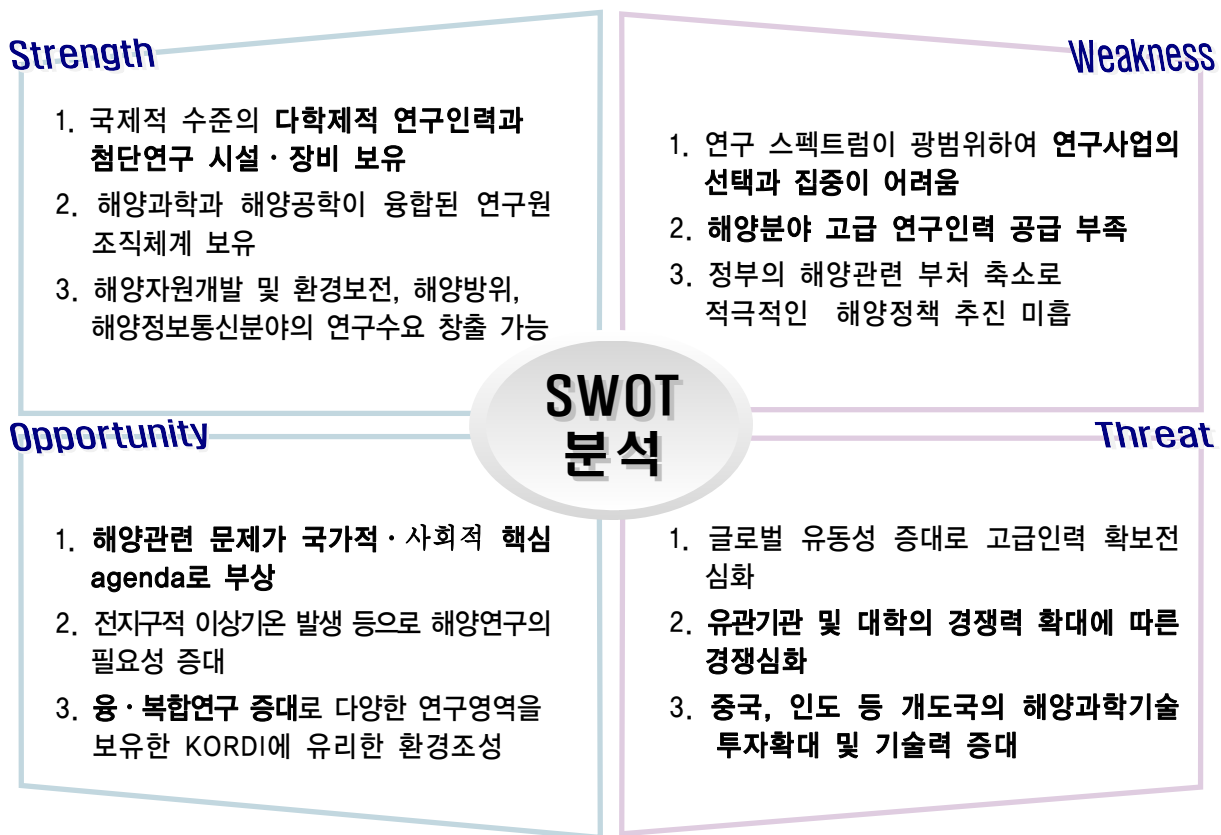 Strength
1. 국제적 수준의 다학제적 연구인력과
첨단연구 시설·장비 보유
2. 해양과학과 해양공학이 융합된 연구원
조직체계 보유
3. 해양자원개발 및 환경보전, 해양방위,
해양정보통신분야의 연구수요 창출 가능
Weakness
1. 연구 스펙트럼이 광범위하여 연구사업의
선택과 집중이 어려움
2. 해양분야 고급 연구인력 공급 부족
3. 정부의 해양관련 부처 축소로
적극적인 해양정책 추진 미흡
SWOT
분석
Opportunity
1. 해양관련 문제가 국가적·사회적 핵심
agenda로 부상
2. 전지구적 이상기온 발생 등으로 해양연구의
필요성 증대
3. 융·복합연구 증대로 다양한 연구영역을
보유한 KORDI에 유리한 환경조성
Threat
1. 글로벌 유동성 증대로 고급인력 확보전
심화
2. 유관기관 및 대학의 경쟁력 확대에 따른
경쟁심화
3. 중국, 인도 등 개도국의 해양과학기술
투자확대 및 기술력 증대